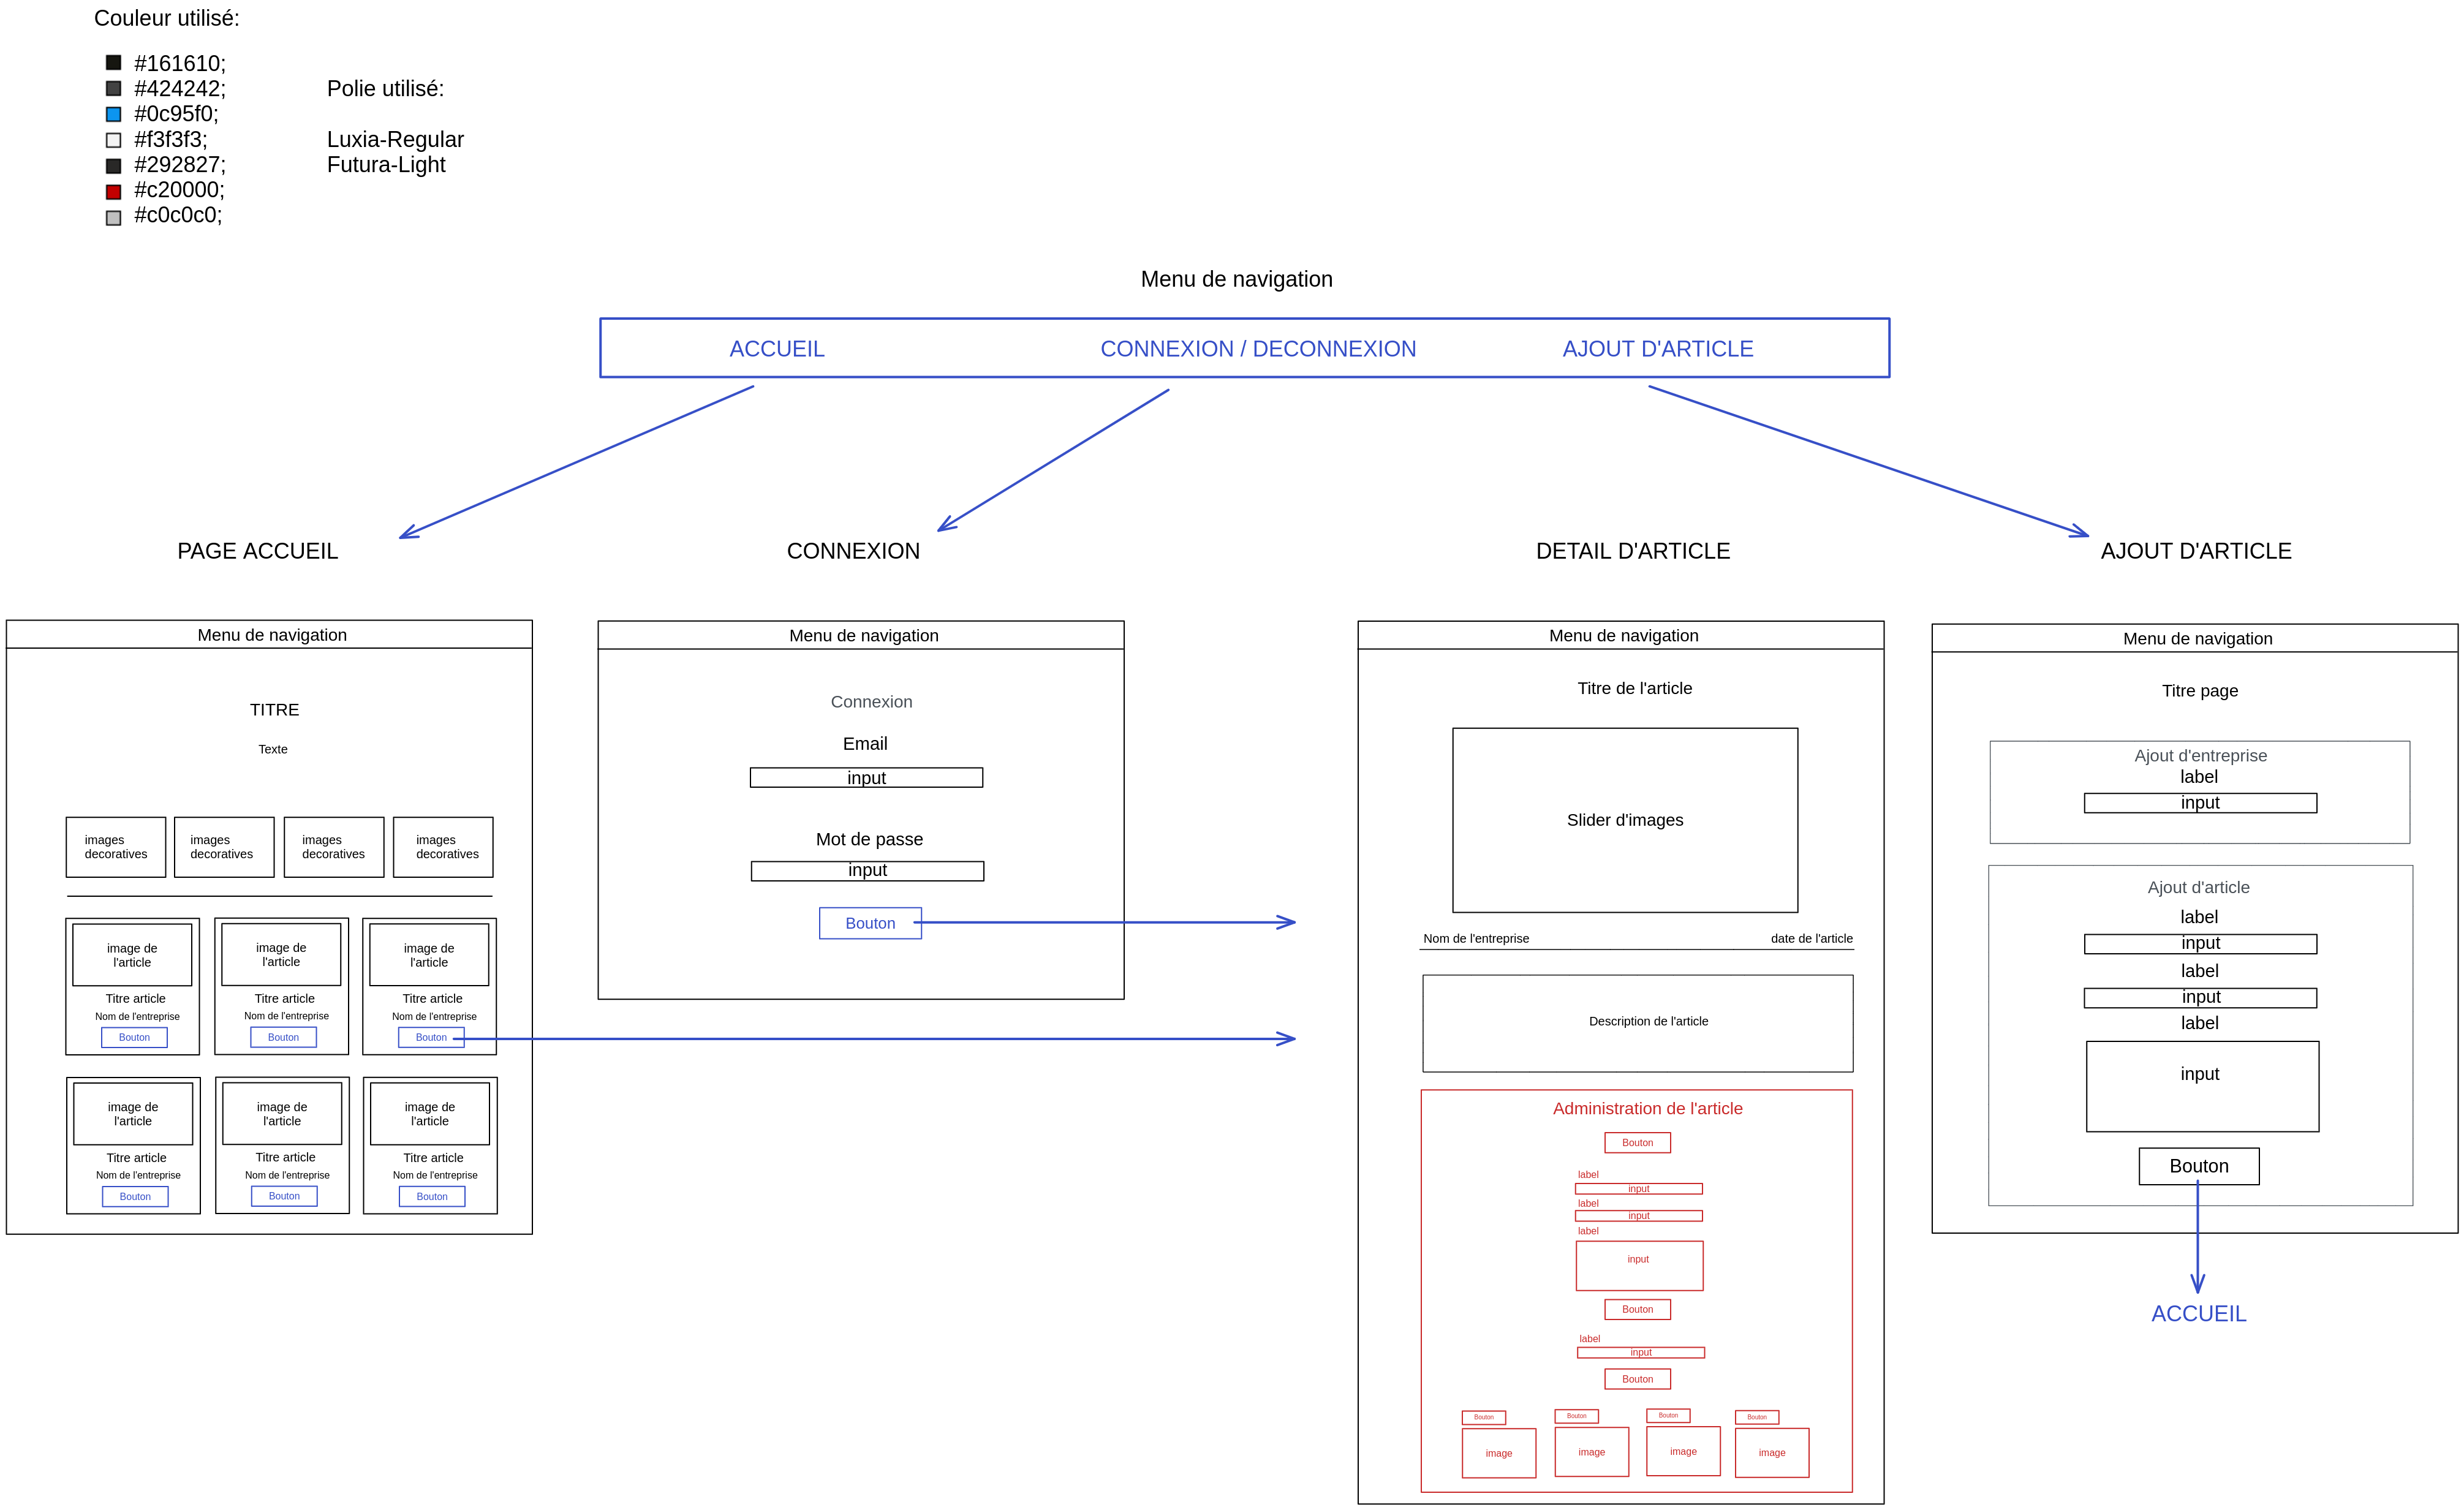 Couleur utilisé:
#161610;
#424242;
#0c95f0;
#f3f3f3;
#292827;
#c20000;
#c0c0c0;
Polie utilisé:
Luxia-Regular
Futura-Light
Menu de navigation
ACCUEIL
CONNEXION / DECONNEXION
AJOUT D'ARTICLE
PAGE ACCUEIL
CONNEXION
DETAIL D'ARTICLE
AJOUT D'ARTICLE
Menu de navigation
TITRE
Texte
images
decoratives
images
decoratives
images
decoratives
images
decoratives
image de
l'article
Titre article
Nom de l'entreprise
Bouton
image de
l'article
Titre article
Nom de l'entreprise
Bouton
image de
l'article
Titre article
Nom de l'entreprise
Bouton
image de
l'article
Titre article
Nom de l'entreprise
Bouton
image de
l'article
Titre article
Nom de l'entreprise
Bouton
image de
l'article
Titre article
Nom de l'entreprise
Bouton
Menu de navigation
Connexion
Email
input
Mot de passe
input
Bouton
Menu de navigation
Titre de l'article
Slider d'images
Nom de l'entreprise
date de l'article
Description de l'article
Administration de l'article
Bouton
label
input
label
input
label
input
Bouton
label
input
Bouton
Bouton
image
Bouton
image
Bouton
image
Bouton
image
Menu de navigation
Titre page
Ajout d'entreprise
label
input
Ajout d'article
label
input
label
input
label
input
Bouton
ACCUEIL